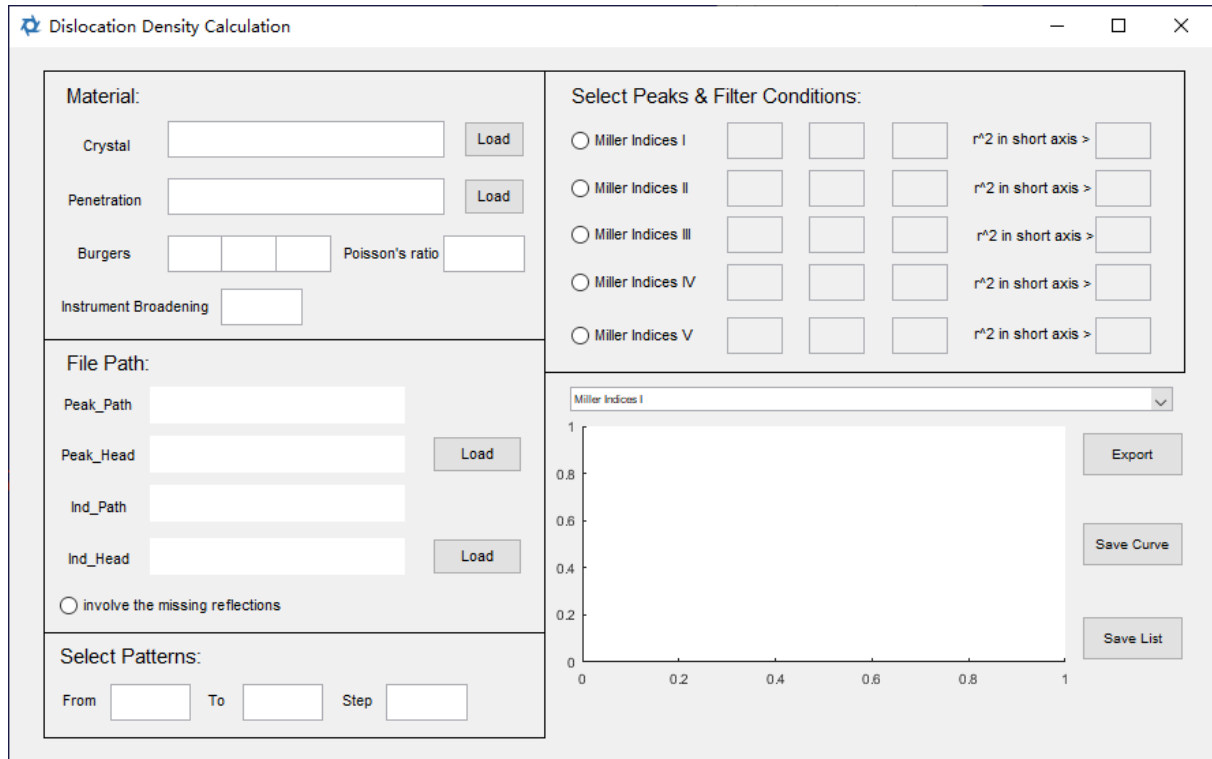 Dislocation Density Calculation
Material:
Crystal Load
Penetration Load
Burgers Poisson's ratio
Instrument Broadening
File Path:
Peak_Path
Peak_Head Load
Ind_Path
Ind_Head Load
involve the missing reflections
Select Patterns:
From To Step
Select Peaks & Filter Conditions:
Miller Indices I r^2 in short axis >
Miller Indices II r^2 in short axis >
Miller Indices III r^2 in short axis >
Miller Indices IV r^2 in short axis >
Miller Indices V r^2 in short axis >
Miller Indices I
1
0.8
0.6
0.4
0.2
0
0 0.2 0.4 0.6 0.8 1
Export
Save Curve
Save List